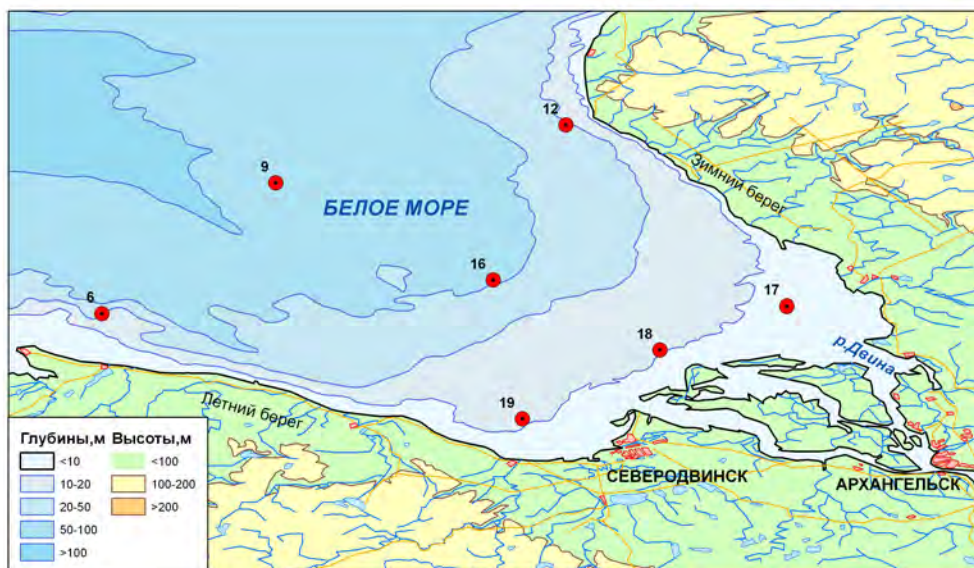 12
Зимний берег
9
БЕЛОЕ МОРЕ
16
17
6
18
р.Двина
19
Летний берег
СЕВЕРОДВИНСК
АРХАНГЕЛЬСК
Глубины,м Высоты,м
<10 <100
10-20 100-200
20-50 >200
50-100
>100